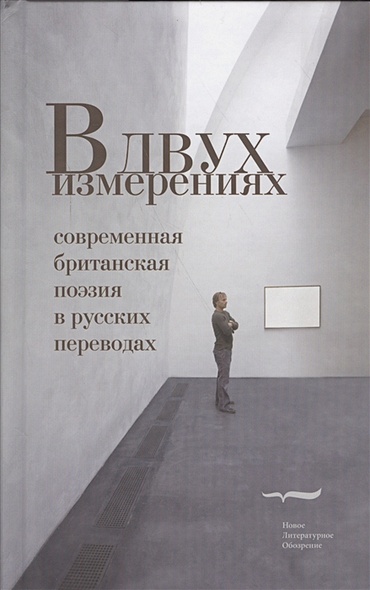 В двух
измерениях
современная
британская
поэзия
в русских
переводах
Новое
Литературное
Обозрение